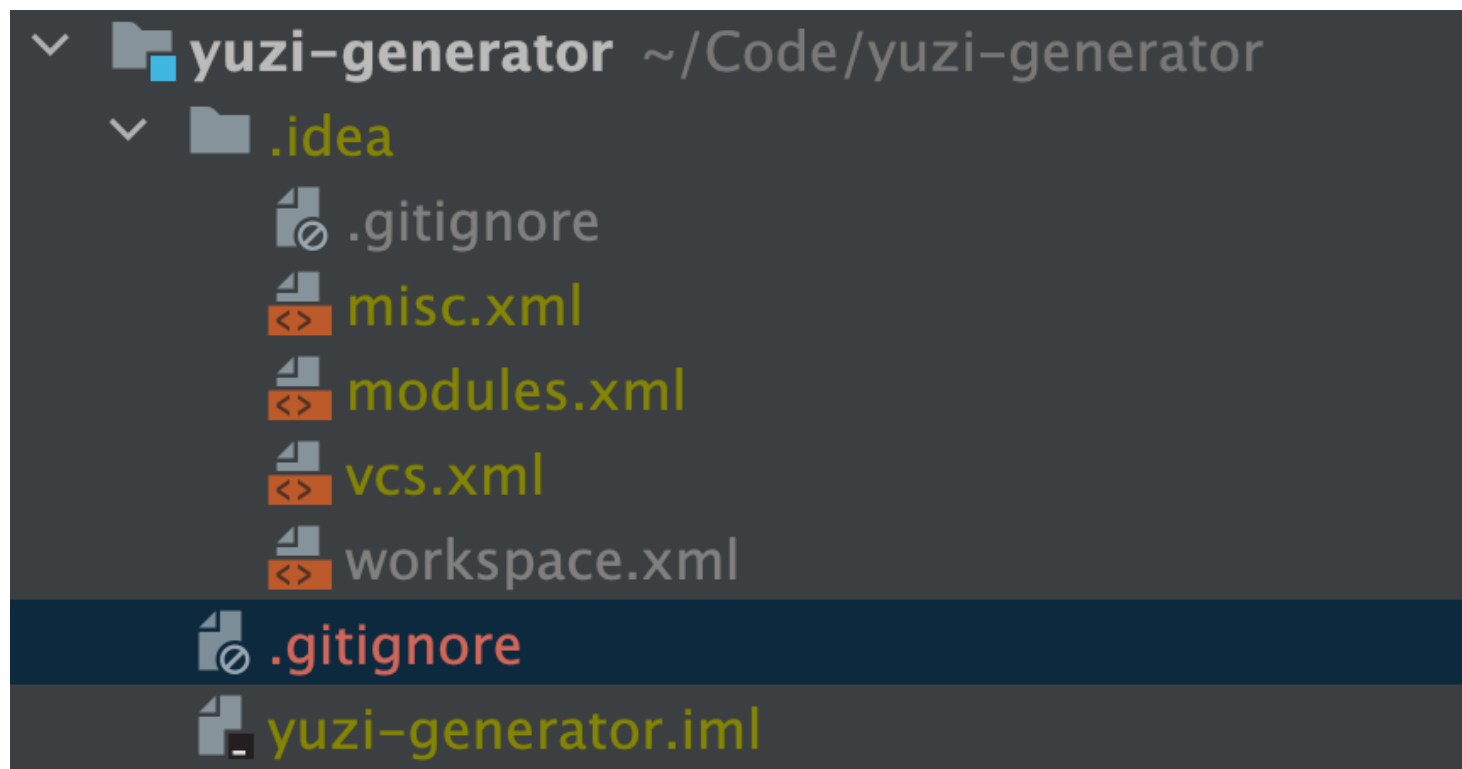 yuzi-generator ~/Code/yuzi-generator
.idea
.gitignore
misc.xml
modules.xml
vcs.xml
workspace.xml
.gitignore
yuzi-generator.iml